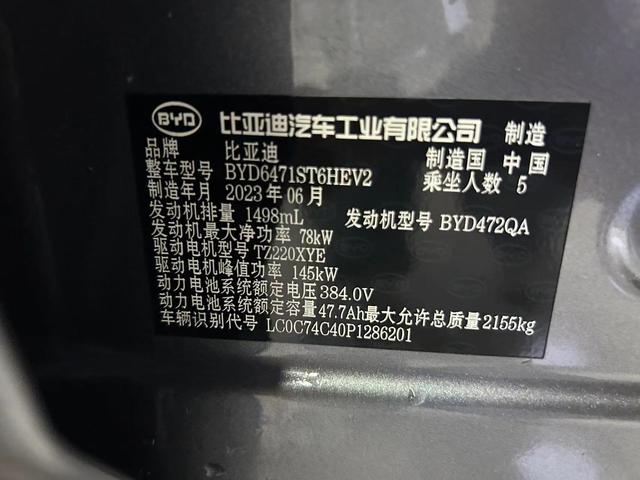 BYD 比亚迪汽车工业有限公司 制造
品牌 比亚迪 制造国 中国
整车型号 BYD6471ST6HEV2 乘坐人数 5
制造年月 2023年06月
发动机排量 1498mL 发动机型号 BYD472QA
发动机最大净功率 78kW
驱动电机型号 TZ220XYE
驱动电机峰值功率 145kW
动力电池系统额定电压 384.0V
动力电池系统额定容量 47.7Ah 最大允许总质量 2155kg
车辆识别代号 LC0C74C40P1286201